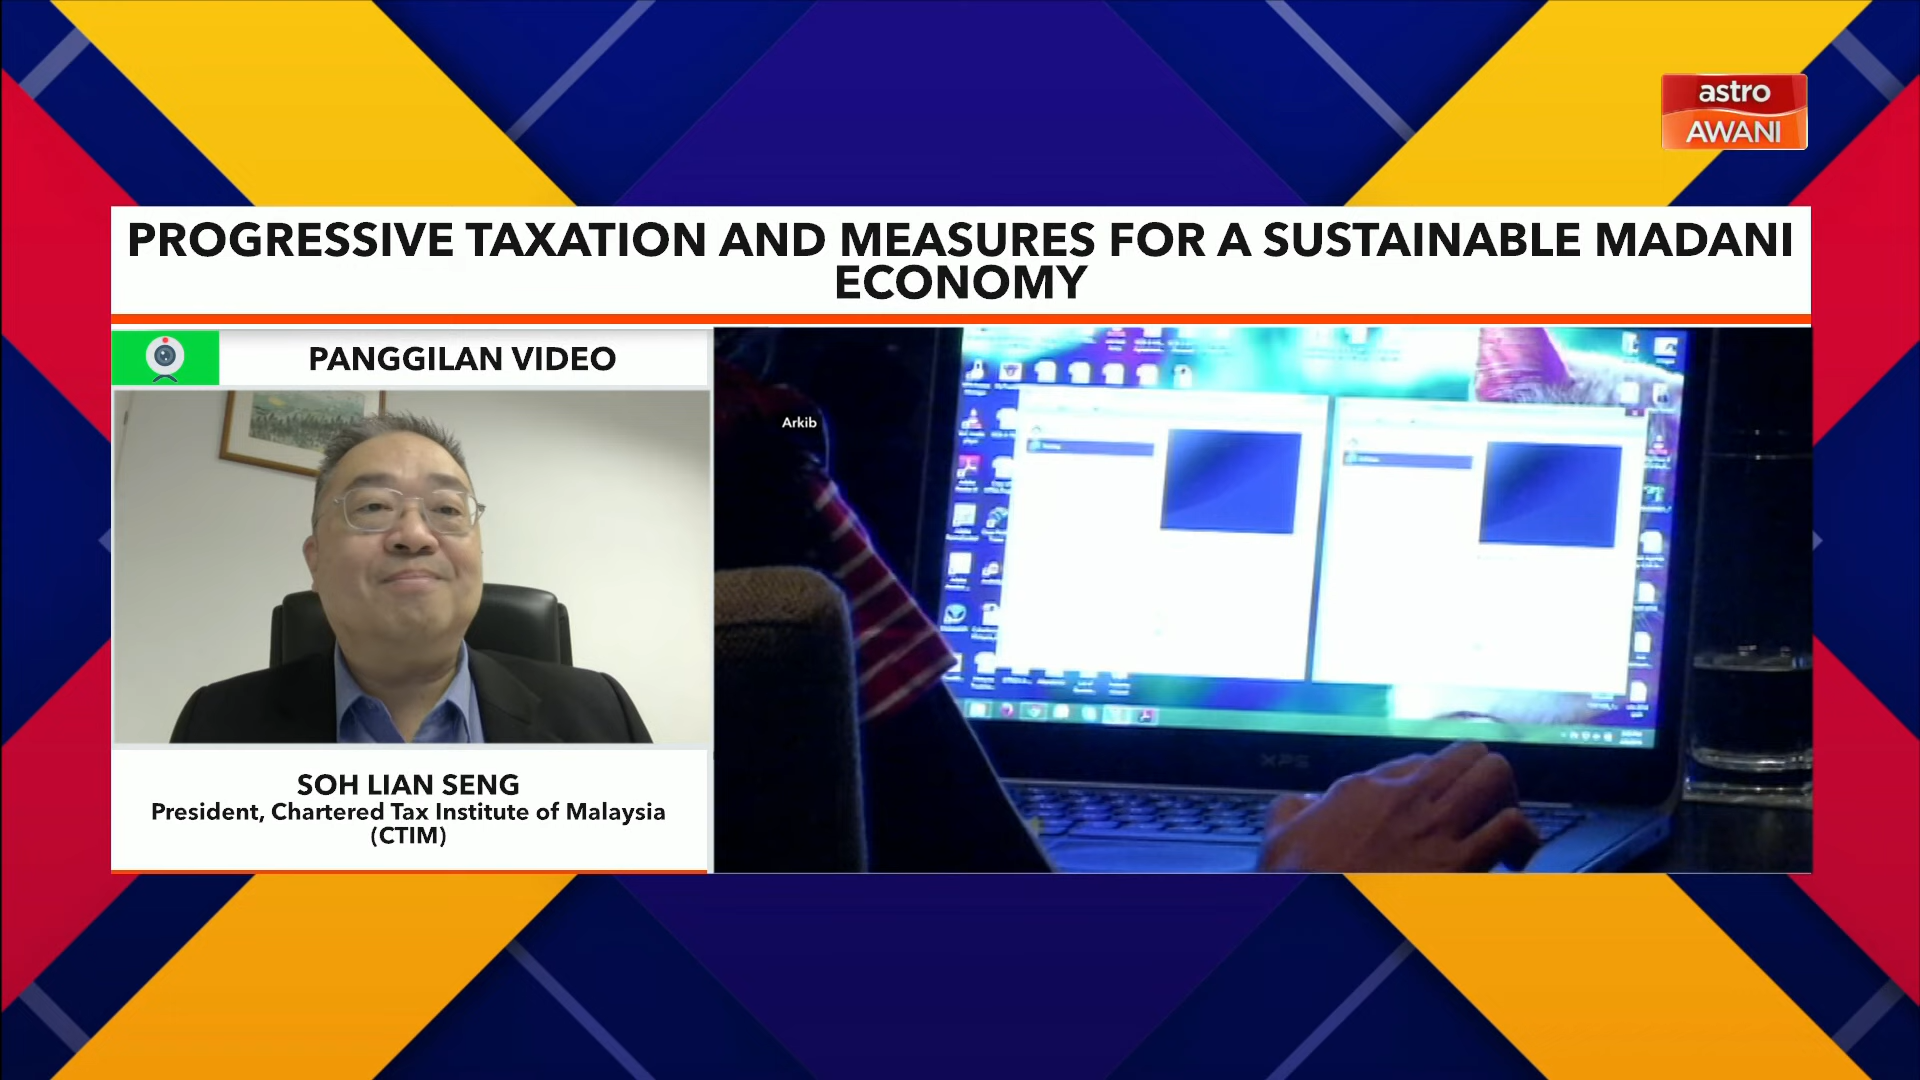 astro
AWANI
PROGRESSIVE TAXATION AND MEASURES FOR A SUSTAINABLE MADANI
ECONOMY
PANGGILAN VIDEO
Arkib
SOH LIAN SENG
President, Chartered Tax Institute of Malaysia
(CTIM)
XPS